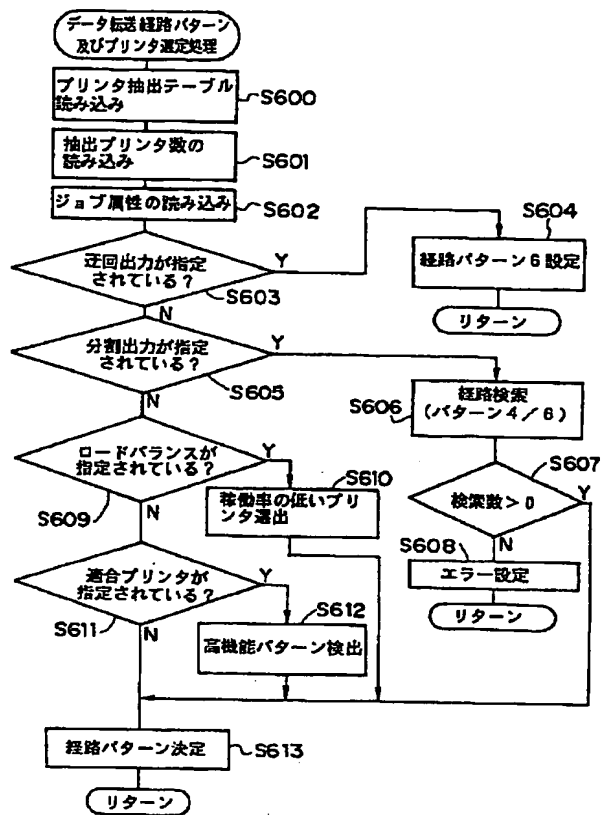 データ転送経路パターン
及びプリンタ選定処理
プリンタ抽出テーブル
読み込み
S600
抽出プリンタ数の
読み込み
S601
ジョブ属性の読み込み
S602
迂回出力が指定
されている?
Y
S603
N
S604
経路パターン6設定
リターン
分割出力が指定
されている?
Y
S605
N
経路検索
(パターン4/6)
S606
S607
検索数>0
Y
N
S608
エラー設定
リターン
ロードバランスが
指定されている?
Y
S609
N
S610
稼働率の低いプリンタ選出
適合プリンタが
指定されている?
Y
S611
N
S612
高機能パターン検出
経路パターン決定
S613
リターン